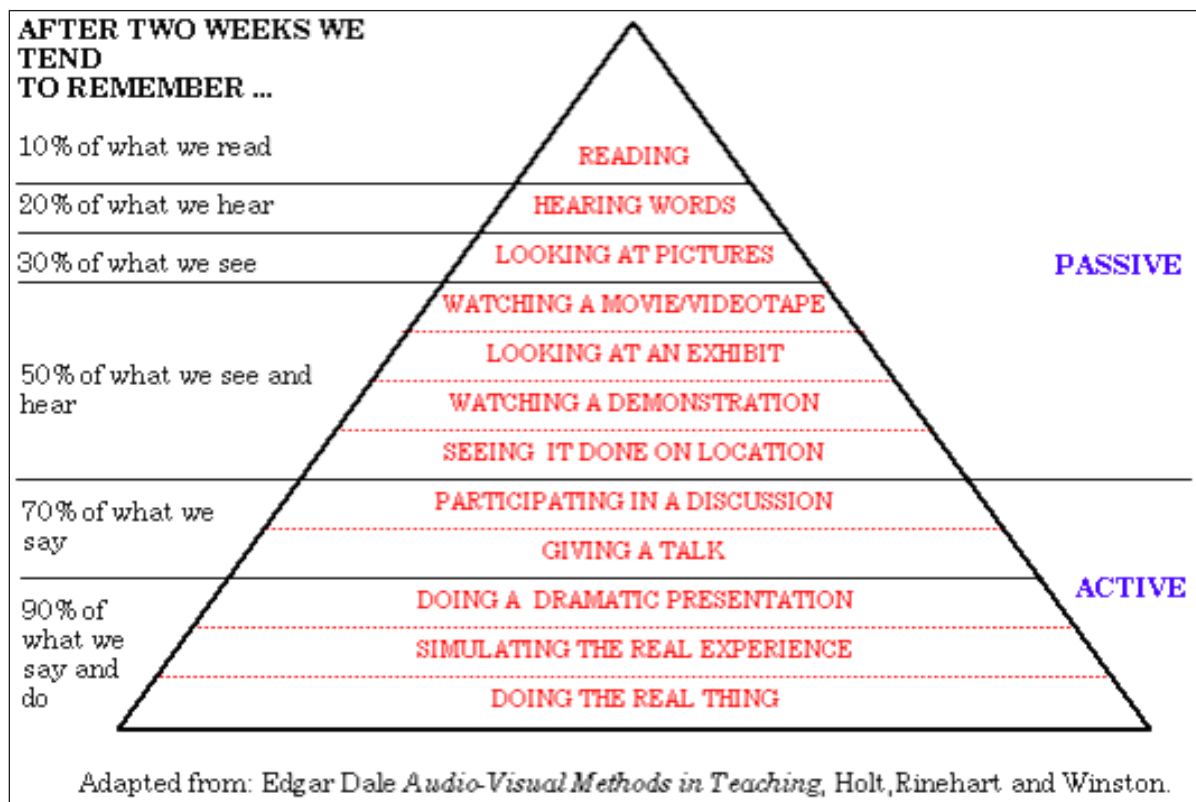 AFTER TWO WEEKS WE
TEND
TO REMEMBER ...
10% of what we read
READING
20% of what we hear
HEARING WORDS
30% of what we see
LOOKING AT PICTURES
PASSIVE
WATCHING A MOVIE/VIDEOTAPE
LOOKING AT AN EXHIBIT
50% of what we see and
hear
WATCHING A DEMONSTRATION
SEEING IT DONE ON LOCATION
70% of what we
say
PARTICIPATING IN A DISCUSSION
GIVING A TALK
ACTIVE
90% of
what we
say and
do
DOING A DRAMATIC PRESENTATION
SIMULATING THE REAL EXPERIENCE
DOING THE REAL THING
Adapted from: Edgar Dale Audio-Visual Methods in Teaching, Holt,Rinehart and Winston.